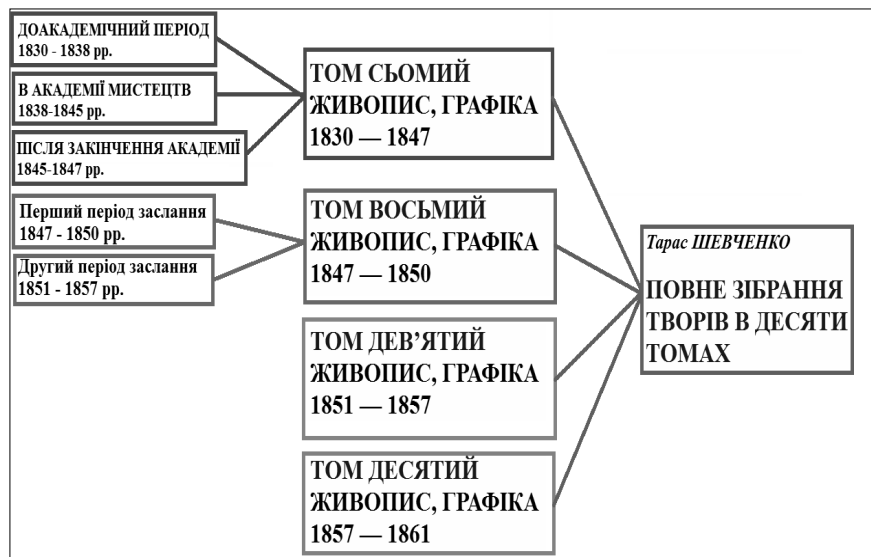 ДОАКАДЕМІЧНИЙ ПЕРІОД
1830 - 1838 рр.
В АКАДЕМІЇ МИСТЕЦТВ
1838-1845 рр.
ПІСЛЯ ЗАКІНЧЕННЯ АКАДЕМІЇ
1845-1847 рр.
Перший період заслання
1847 - 1850 рр.
Другий період заслання
1851 - 1857 рр.
ТОМ СЬОМИЙ
ЖИВОПИС, ГРАФІКА
1830 — 1847
ТОМ ВОСЬМИЙ
ЖИВОПИС, ГРАФІКА
1847 — 1850
ТОМ ДЕВ’ЯТИЙ
ЖИВОПИС, ГРАФІКА
1851 — 1857
ТОМ ДЕСЯТИЙ
ЖИВОПИС, ГРАФІКА
1857 — 1861
Тарас ШЕВЧЕНКО
ПОВНЕ ЗІБРАННЯ
ТВОРІВ В ДЕСЯТИ
ТОМАХ